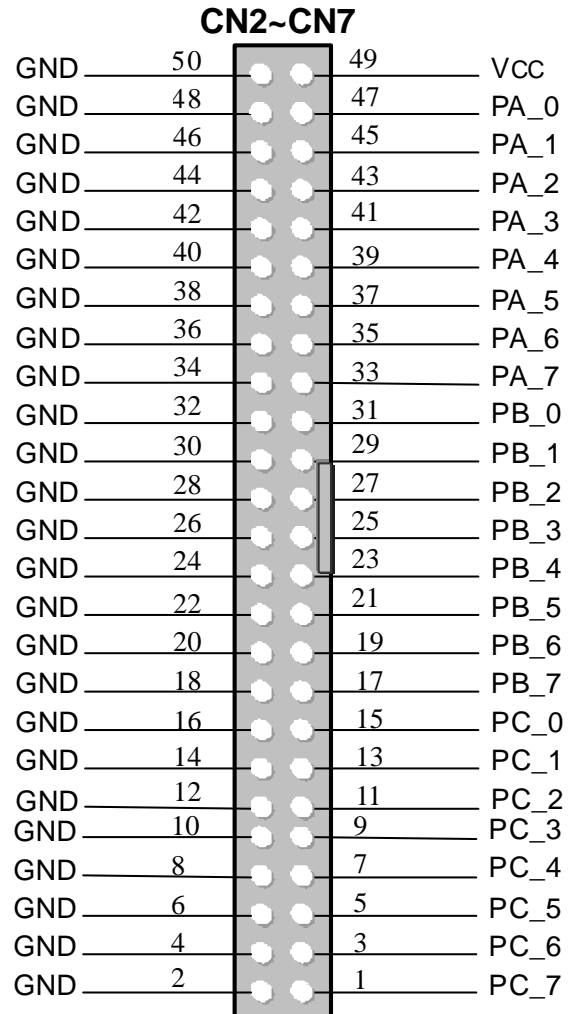 CN2~CN7
GND 50 49 VCC
GND 48 47 PA_0
GND 46 45 PA_1
GND 44 43 PA_2
GND 42 41 PA_3
GND 40 39 PA_4
GND 38 37 PA_5
GND 36 35 PA_6
GND 34 33 PA_7
GND 32 31 PB_0
GND 30 29 PB_1
GND 28 27 PB_2
GND 26 25 PB_3
GND 24 23 PB_4
GND 22 21 PB_5
GND 20 19 PB_6
GND 18 17 PB_7
GND 16 15 PC_0
GND 14 13 PC_1
GND 12 11 PC_2
GND 10 9 PC_3
GND 8 7 PC_4
GND 6 5 PC_5
GND 4 3 PC_6
GND 2 1 PC_7